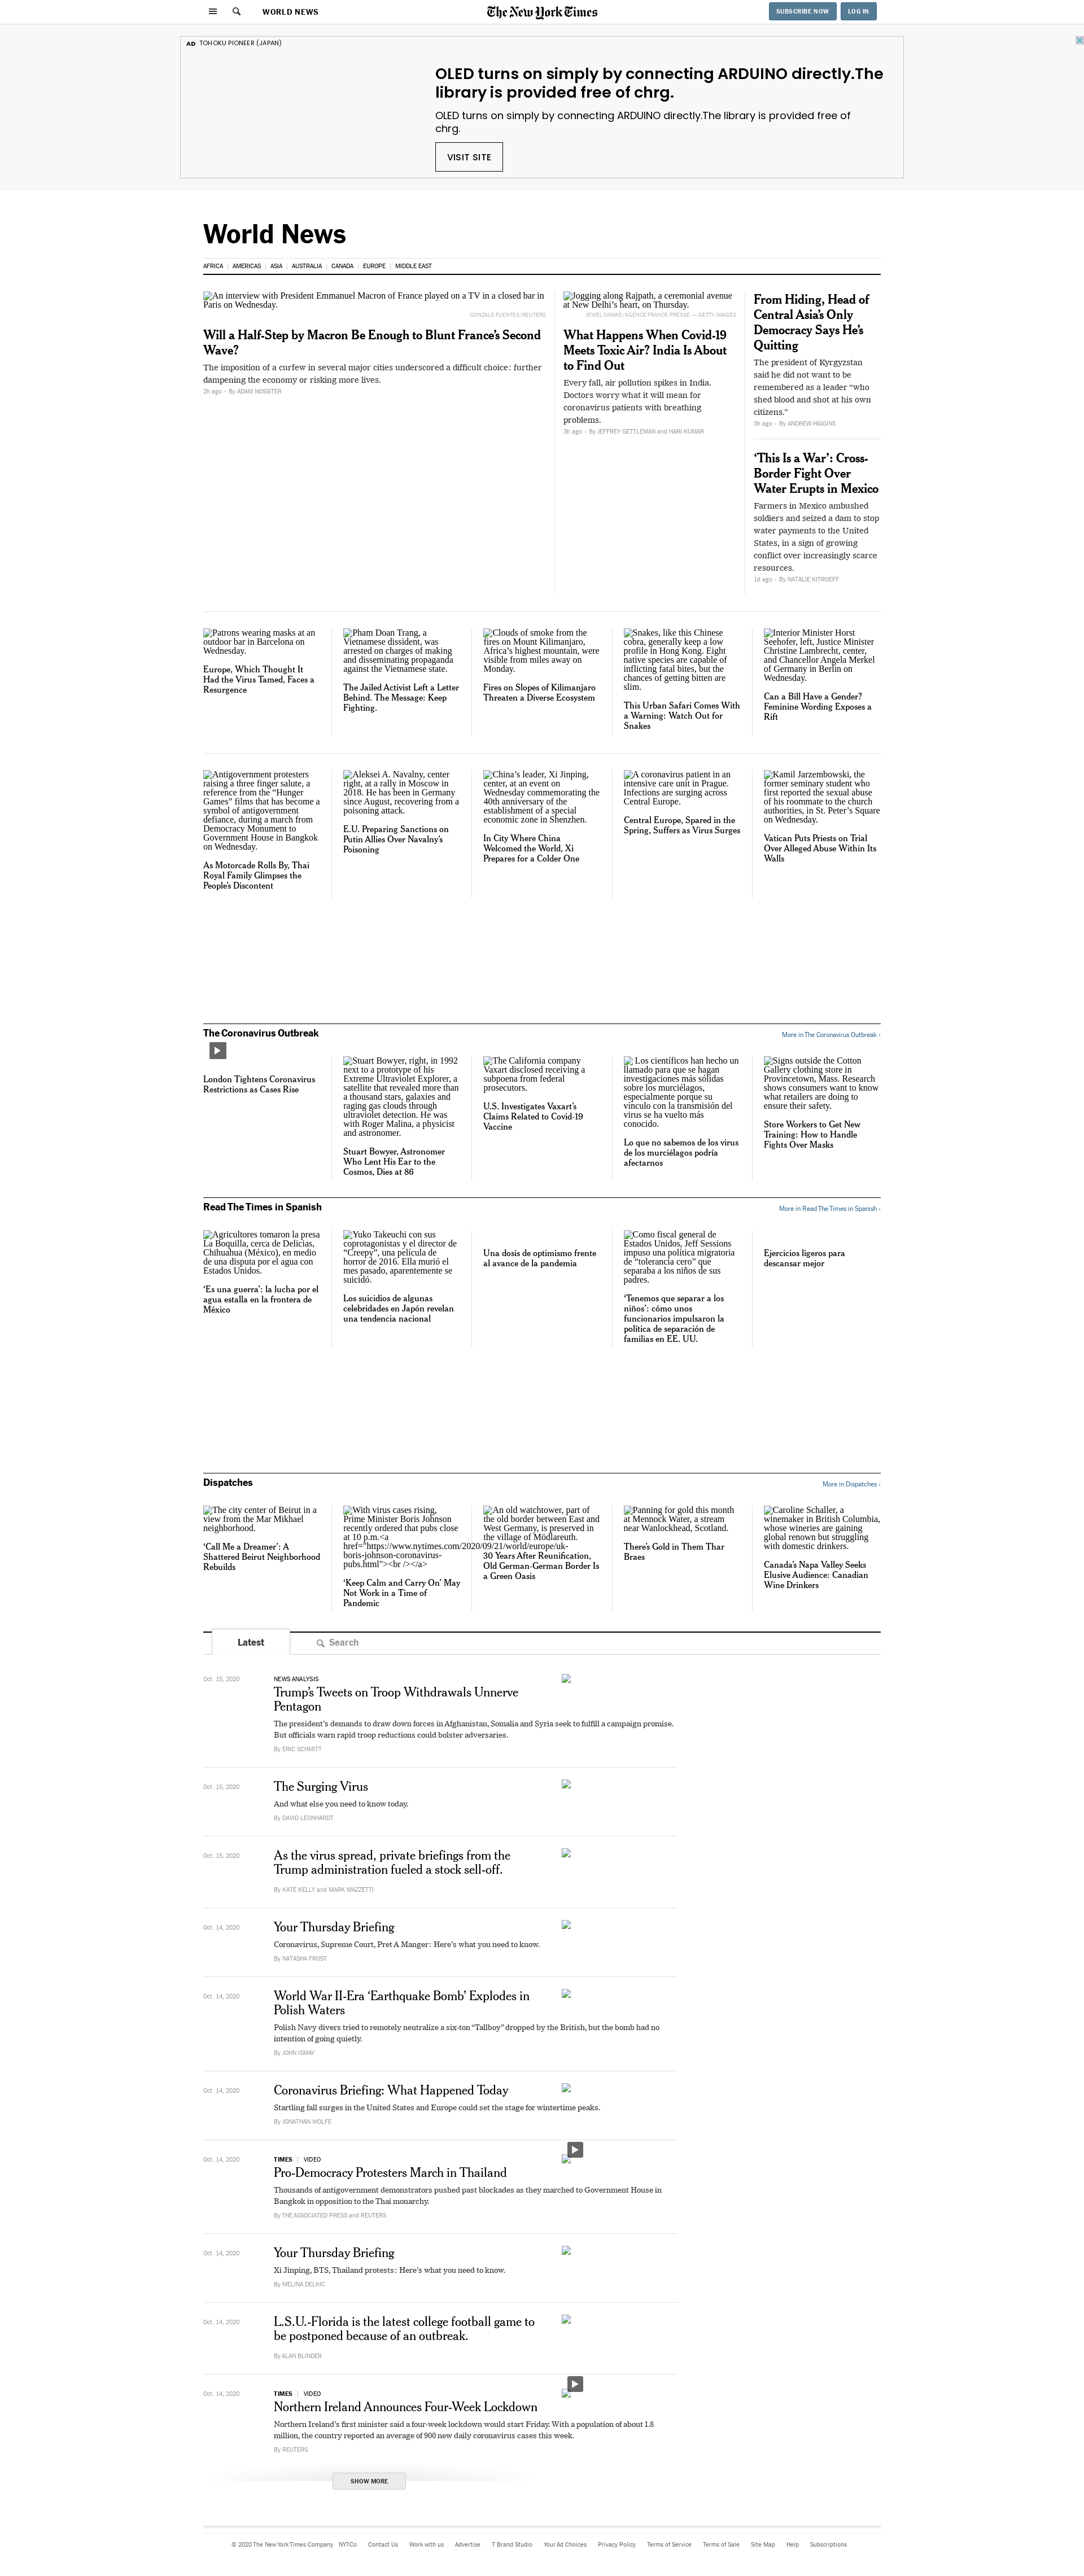 WORLD NEWS
The New York Times
SUBSCRIBE NOW
LOG IN
AD TOHOKU PIONEER (JAPAN)
OLED turns on simply by connecting ARDUINO directly.The
library is provided free of chrg.
OLED turns on simply by connecting ARDUINO directly.The library is provided free of
chrg.
VISIT SITE
World News
AFRICA | AMERICAS | ASIA | AUSTRALIA | CANADA | EUROPE | MIDDLE EAST
An interview with President Emmanuel Macron of France played on a TV in a closed bar in
Paris on Wednesday.
GONZALO FUENTES/REUTERS
Will a Half-Step by Macron Be Enough to Blunt France’s Second
Wave?
The imposition of a curfew in several major cities underscored a difficult choice: further
dampening the economy or risking more lives.
2h ago • By ADAM NOSSITER
Jogging along Rajpath, a ceremonial avenue
at New Delhi’s heart, on Thursday.
JEWEL SAMAD/AGENCE FRANCE-PRESSE — GETTY IMAGES
What Happens When Covid-19
Meets Toxic Air? India Is About
to Find Out
Every fall, air pollution spikes in India.
Doctors worry what it will mean for
coronavirus patients with breathing
problems.
3h ago • By JEFFREY GETTLEMAN and HARI KUMAR
From Hiding, Head of
Central Asia’s Only
Democracy Says He’s
Quitting
The president of Kyrgyzstan
said he did not want to be
remembered as a leader “who
shed blood and shot at his own
citizens.”
3h ago • By ANDREW HIGGINS
‘This Is a War’: Cross-
Border Fight Over
Water Erupts in Mexico
Farmers in Mexico ambushed
soldiers and seized a dam to stop
water payments to the United
States, in a sign of growing
conflict over increasingly scarce
resources.
1d ago • By NATALIE KITROEFF
Patrons wearing masks at an
outdoor bar in Barcelona on
Wednesday.
Europe, Which Thought It
Had the Virus Tamed, Faces a
Resurgence
Pham Doan Trang, a
Vietnamese dissident, was
arrested on charges of making
and disseminating propaganda
against the Vietnamese state.
The Jailed Activist Left a Letter
Behind. The Message: Keep
Fighting.
Clouds of smoke from the
fires on Mount Kilimanjaro,
Africa’s highest mountain, were
visible from miles away on
Monday.
Fires on Slopes of Kilimanjaro
Threaten a Diverse Ecosystem
Snakes, like this Chinese
cobra, generally keep a low
profile in Hong Kong. Eight
native species are capable of
inflicting fatal bites, but the
chances of getting bitten are
slim.
This Urban Safari Comes With
a Warning: Watch Out for
Snakes
Interior Minister Horst
Seehofer, left, Justice Minister
Christine Lambrecht, center,
and Chancellor Angela Merkel
of Germany in Berlin on
Wednesday.
Can a Bill Have a Gender?
Feminine Wording Exposes a
Rift
Antigovernment protesters
raising a three finger salute, a
reference from the “Hunger
Games” films that has become a
symbol of antigovernment
defiance, during a march from
Democracy Monument to
Government House in Bangkok
on Wednesday.
As Motorcade Rolls By, Thai
Royal Family Glimpses the
People’s Discontent
Aleksei A. Navalny, center
right, at a rally in Moscow in
2018. He has been in Germany
since August, recovering from a
poisoning attack.
E.U. Preparing Sanctions on
Putin Allies Over Navalny’s
Poisoning
China’s leader, Xi Jinping,
center, at an event on
Wednesday commemorating the
40th anniversary of the
establishment of a special
economic zone in Shenzhen.
In City Where China
Welcomed the World, Xi
Prepares for a Colder One
A coronavirus patient in an
intensive care unit in Prague.
Infections are surging across
Central Europe.
Central Europe, Spared in the
Spring, Suffers as Virus Surges
Kamil Jarzembowski, the
former seminary student who
first reported the sexual abuse
of his roommate to the church
authorities, in St. Peter’s Square
on Wednesday.
Vatican Puts Priests on Trial
Over Alleged Abuse Within Its
Walls
The Coronavirus Outbreak
More in The Coronavirus Outbreak ›
London Tightens Coronavirus
Restrictions as Cases Rise
Stuart Bowyer, right, in 1992
next to a prototype of his
Extreme Ultraviolet Explorer, a
satellite that revealed more than
a thousand stars, galaxies and
raging gas clouds through
ultraviolet detection. He was
with Roger Malina, a physicist
and astronomer.
Stuart Bowyer, Astronomer
Who Lent His Ear to the
Cosmos, Dies at 86
The California company
Vaxart disclosed receiving a
subpoena from federal
prosecutors.
U.S. Investigates Vaxart’s
Claims Related to Covid-19
Vaccine
Los científicos han hecho un
llamado para que se hagan
investigaciones más sólidas
sobre los murciélagos,
especialmente porque su
vínculo con la transmisión del
virus se ha vuelto más
conocido.
Lo que no sabemos de los virus
de los murciélagos podría
afectarnos
Signs outside the Cotton
Gallery clothing store in
Provincetown, Mass. Research
shows consumers want to know
what retailers are doing to
ensure their safety.
Store Workers to Get New
Training: How to Handle
Fights Over Masks
Read The Times in Spanish
More in Read The Times in Spanish ›
Agricultores tomaron la presa
La Boquilla, cerca de Delicias,
Chihuahua (México), en medio
de una disputa por el agua con
Estados Unidos.
‘Es una guerra’: la lucha por el
agua estalla en la frontera de
México
Yuko Takeuchi con sus
coprotagonistas y el director de
“Creepy”, una película de
horror de 2016. Ella murió el
mes pasado, aparentemente se
suicidó.
Los suicidios de algunas
celebridades en Japón revelan
una tendencia nacional
Una dosis de optimismo frente
al avance de la pandemia
Como fiscal general de
Estados Unidos, Jeff Sessions
impuso una política migratoria
de “tolerancia cero” que
separaba a los niños de sus
padres.
‘Tenemos que separar a los
niños’: cómo unos
funcionarios impulsaron la
política de separación de
familias en EE. UU.
Ejercicios ligeros para
descansar mejor
Dispatches
More in Dispatches ›
The city center of Beirut in a
view from the Mar Mikhael
neighborhood.
‘Call Me a Dreamer’: A
Shattered Beirut Neighborhood
Rebuilds
With virus cases rising,
Prime Minister Boris Johnson
recently ordered that pubs close
at 10 p.m.<a
href="https://www.nytimes.com/2020/09/21/world/europe/uk-
boris-johnson-coronavirus-
pubs.html"><br /></a>
‘Keep Calm and Carry On’ May
Not Work in a Time of
Pandemic
An old watchtower, part of
the old border between East and
West Germany, is preserved in
the village of Mödlareuth.
30 Years After Reunification,
Old German-German Border Is
a Green Oasis
Panning for gold this month
at Mennock Water, a stream
near Wanlockhead, Scotland.
There’s Gold in Them Thar
Braes
Caroline Schaller, a
winemaker in British Columbia,
whose wineries are gaining
global renown but struggling
with domestic drinkers.
Canada’s Napa Valley Seeks
Elusive Audience: Canadian
Wine Drinkers
Latest
Search
Oct. 15, 2020
NEWS ANALYSIS
Trump’s Tweets on Troop Withdrawals Unnerve
Pentagon
The president’s demands to draw down forces in Afghanistan, Somalia and Syria seek to fulfill a campaign promise.
But officials warn rapid troop reductions could bolster adversaries.
By ERIC SCHMITT
Oct. 15, 2020
The Surging Virus
And what else you need to know today.
By DAVID LEONHARDT
Oct. 15, 2020
As the virus spread, private briefings from the
Trump administration fueled a stock sell-off.
By KATE KELLY and MARK MAZZETTI
Oct. 14, 2020
Your Thursday Briefing
Coronavirus, Supreme Court, Pret A Manger: Here’s what you need to know.
By NATASHA FROST
Oct. 14, 2020
World War II-Era ‘Earthquake Bomb’ Explodes in
Polish Waters
Polish Navy divers tried to remotely neutralize a six-ton “Tallboy” dropped by the British, but the bomb had no
intention of going quietly.
By JOHN ISMAY
Oct. 14, 2020
Coronavirus Briefing: What Happened Today
Startling fall surges in the United States and Europe could set the stage for wintertime peaks.
By JONATHAN WOLFE
Oct. 14, 2020
TIMES | VIDEO
Pro-Democracy Protesters March in Thailand
Thousands of antigovernment demonstrators pushed past blockades as they marched to Government House in
Bangkok in opposition to the Thai monarchy.
By THE ASSOCIATED PRESS and REUTERS
Oct. 14, 2020
Your Thursday Briefing
Xi Jinping, BTS, Thailand protests: Here’s what you need to know.
By MELINA DELKIC
Oct. 14, 2020
L.S.U.-Florida is the latest college football game to
be postponed because of an outbreak.
By ALAN BLINDER
Oct. 14, 2020
TIMES | VIDEO
Northern Ireland Announces Four-Week Lockdown
Northern Ireland’s first minister said a four-week lockdown would start Friday. With a population of about 1.8
million, the country reported an average of 900 new daily coronavirus cases this week.
By REUTERS
SHOW MORE
© 2020 The New York Times Company NYTCo Contact Us Work with us Advertise T Brand Studio Your Ad Choices Privacy Policy Terms of Service Terms of Sale Site Map Help Subscriptions